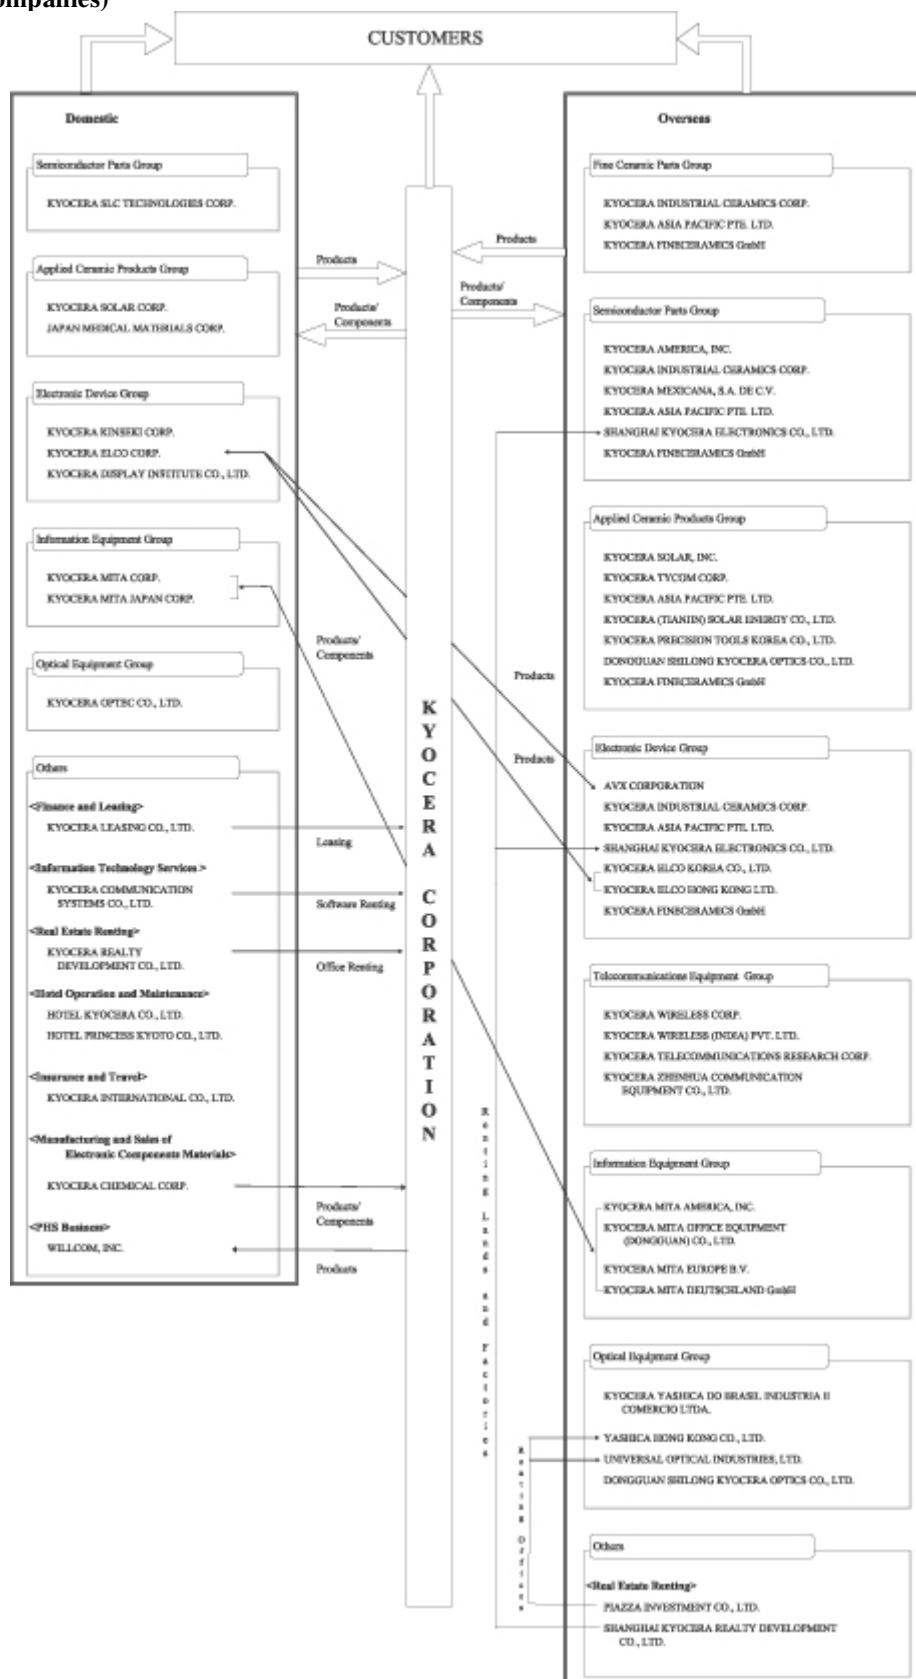 ompanies)
CUSTOMERS
Domestic
Semiconductor Parts Group
KYOCERA SLC TECHNOLOGIES CORP.
Applied Ceramic Products Group
KYOCERA SOLAR CORP.
JAPAN MEDICAL MATERIALS CORP.
Electronic Device Group
KYOCERA KINSEKI CORP.
KYOCERA ELCO CORP.
KYOCERA DISPLAY INSTITUTE CO., LTD.
Information Equipment Group
KYOCERA MITA CORP.
KYOCERA MITA JAPAN CORP.
Optical Equipment Group
KYOCERA OPTEC CO., LTD.
Others
<Finance and Leasing>
KYOCERA LEASING CO., LTD.
<Information Technology Services >
KYOCERA COMMUNICATION
SYSTEMS CO., LTD.
<Real Estate Renting>
KYOCERA REALTY
DEVELOPMENT CO., LTD.
<Hotel Operation and Maintenance>
HOTEL KYOCERA CO., LTD.
HOTEL PRINCESS KYOTO CO., LTD.
<Insurance and Travel>
KYOCERA INTERNATIONAL CO., LTD.
<Manufacturing and Sales of
Electronic Components Materials>
KYOCERA CHEMICAL CORP.
<PHS Business>
WILLCOM, INC.
Products
Products/
Components
Products/
Components
Leasing
Software Renting
Office Renting
Products/
Components
Products
KYOCERA CORPORATION
Products
Products/
Components
Products
Products
Renting Lands and Factories
Renting Offices
Overseas
Fine Ceramic Parts Group
KYOCERA INDUSTRIAL CERAMICS CORP.
KYOCERA ASIA PACIFIC PTE. LTD.
KYOCERA FINECERAMICS GmbH
Semiconductor Parts Group
KYOCERA AMERICA, INC.
KYOCERA INDUSTRIAL CERAMICS CORP.
KYOCERA MEXICANA, S.A. DE C.V.
KYOCERA ASIA PACIFIC PTE. LTD.
SHANGHAI KYOCERA ELECTRONICS CO., LTD.
KYOCERA FINECERAMICS GmbH
Applied Ceramic Products Group
KYOCERA SOLAR, INC.
KYOCERA TYCOM CORP.
KYOCERA ASIA PACIFIC PTE. LTD.
KYOCERA (TIANJIN) SOLAR ENERGY CO., LTD.
KYOCERA PRECISION TOOLS KOREA CO., LTD.
DONGGUAN SHILONG KYOCERA OPTICS CO., LTD.
KYOCERA FINECERAMICS GmbH
Electronic Device Group
AVX CORPORATION
KYOCERA INDUSTRIAL CERAMICS CORP.
KYOCERA ASIA PACIFIC PTE. LTD.
SHANGHAI KYOCERA ELECTRONICS CO., LTD.
KYOCERA ELCO KOREA CO., LTD.
KYOCERA ELCO HONG KONG LTD.
KYOCERA FINECERAMICS GmbH
Telecommunications Equipment Group
KYOCERA WIRELESS CORP.
KYOCERA WIRELESS (INDIA) PVT. LTD.
KYOCERA TELECOMMUNICATIONS RESEARCH CORP.
KYOCERA ZHENHUA COMMUNICATION
EQUIPMENT CO., LTD.
Information Equipment Group
KYOCERA MITA AMERICA, INC.
KYOCERA MITA OFFICE EQUIPMENT
(DONGGUAN) CO., LTD.
KYOCERA MITA EUROPE B.V.
KYOCERA MITA DEUTSCHLAND GmbH
Optical Equipment Group
KYOCERA YASHICA DO BRASIL INDUSTRIA E
COMERCIO LTDA.
YASHICA HONG KONG CO., LTD.
UNIVERSAL OPTICAL INDUSTRIES, LTD.
DONGGUAN SHILONG KYOCERA OPTICS CO., LTD.
Others
<Real Estate Renting>
PIAZZA INVESTMENT CO., LTD.
SHANGHAI KYOCERA REALTY DEVELOPMENT
CO., LTD.